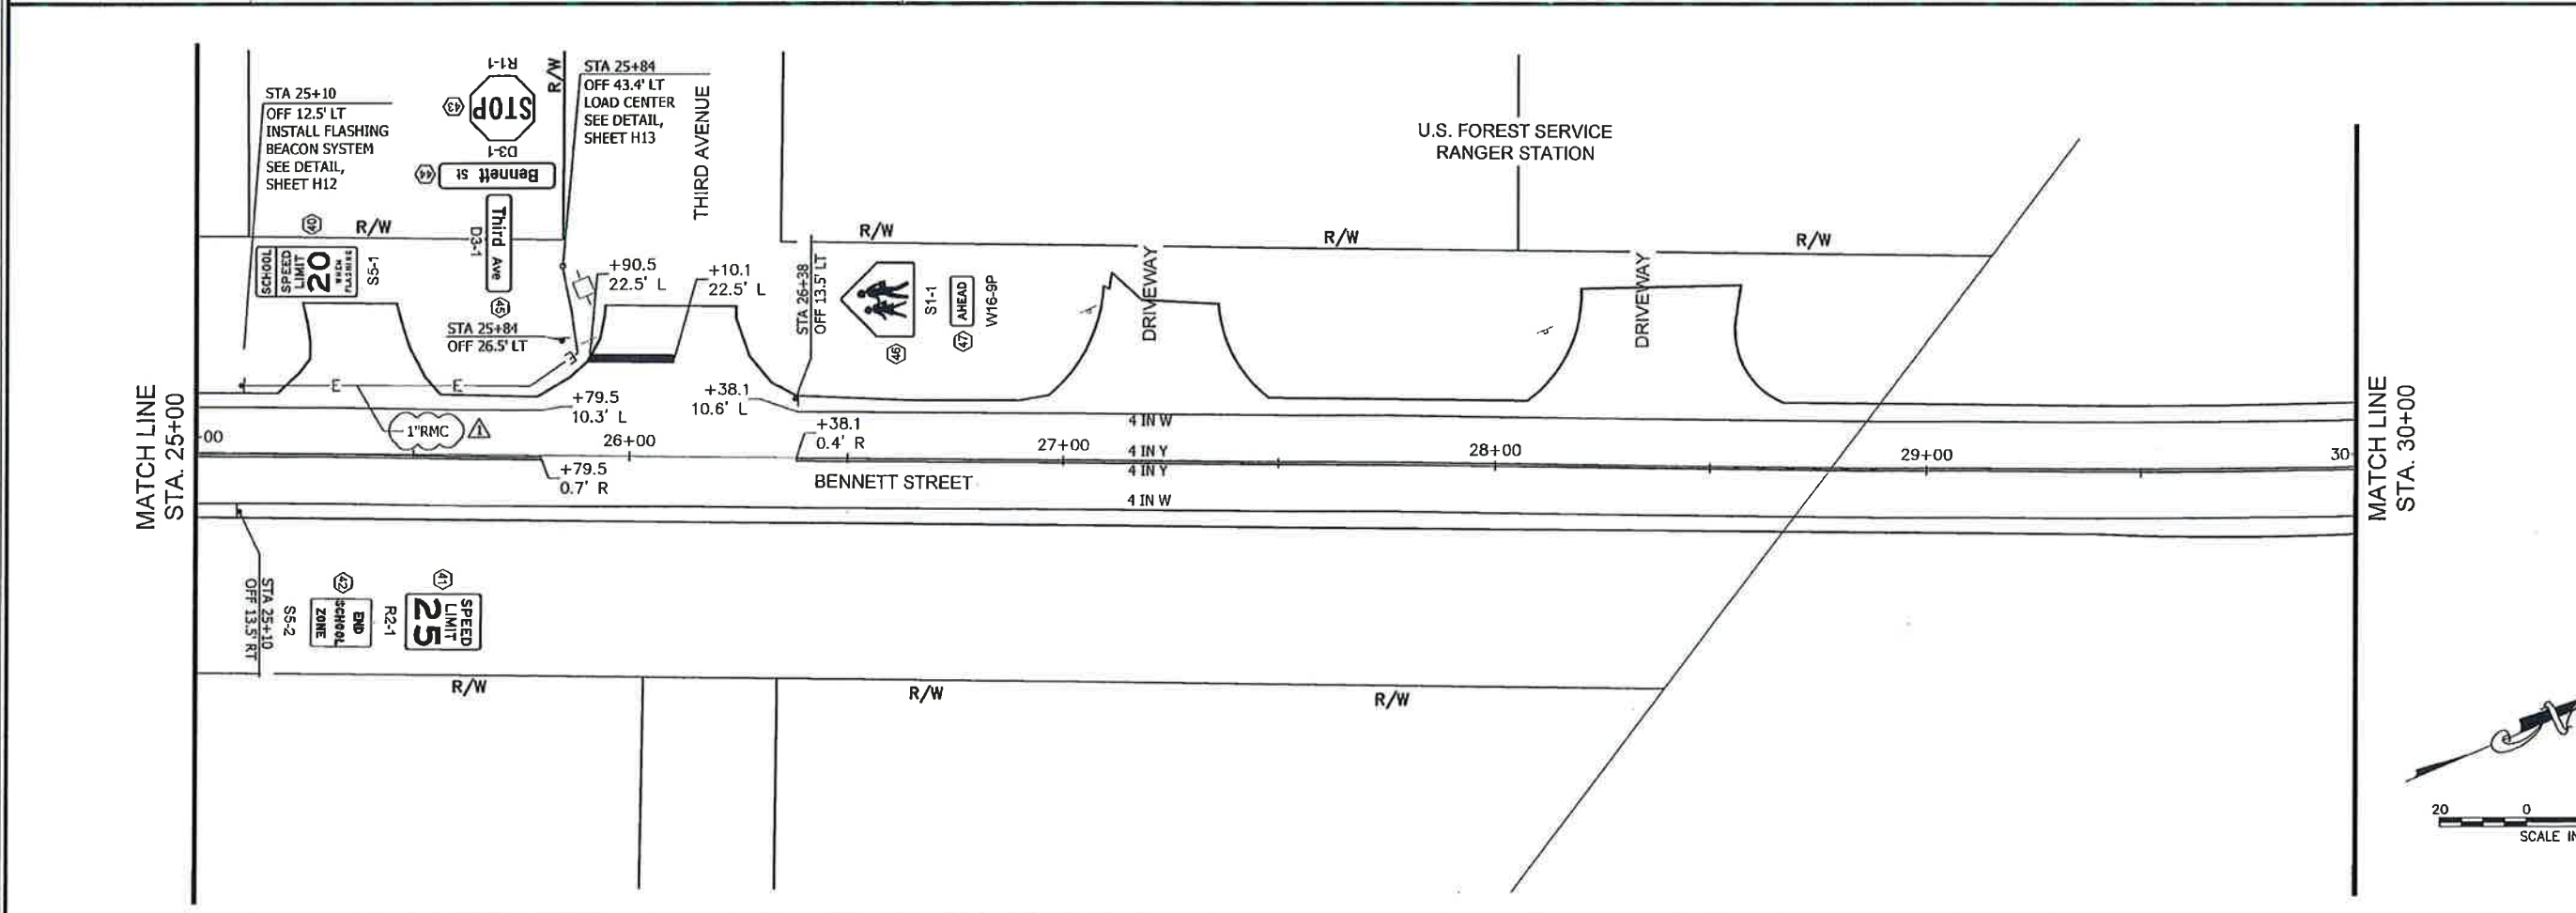 MATCH LINE
STA. 25+00
STA 25+10
OFF 12.5' LT
INSTALL FLASHING
BEACON SYSTEM
SEE DETAIL,
SHEET H12
R1-1
STOP
43
D3-1
Bennett St
44
R/W
STA 25+84
OFF 43.4' LT
LOAD CENTER
SEE DETAIL,
SHEET H13
THIRD AVENUE
40
R/W
SCHOOL
SPEED
LIMIT
20
WHEN
FLASHING
S5-1
Third Ave
D3-1
45
STA 25+84
OFF 26.5' LT
+90.5
22.5' L
+10.1
22.5' L
STA 26+38
OFF 13.5' LT
R/W
S1-1
46
AHEAD
W16-9P
47
U.S. FOREST SERVICE
RANGER STATION
R/W
R/W
DRIVEWAY
DRIVEWAY
E
E
E
1"RMC
1
+79.5
10.3' L
+38.1
10.6' L
+38.1
0.4' R
+79.5
0.7' R
-00
26+00
27+00
28+00
29+00
30
4 IN W
4 IN Y
4 IN Y
4 IN W
BENNETT STREET
STA 25+10
OFF 13.5' RT
S5-2
42
END
SCHOOL
ZONE
R2-1
41
SPEED
LIMIT
25
R/W
R/W
R/W
MATCH LINE
STA. 30+00
20
0
SCALE IN